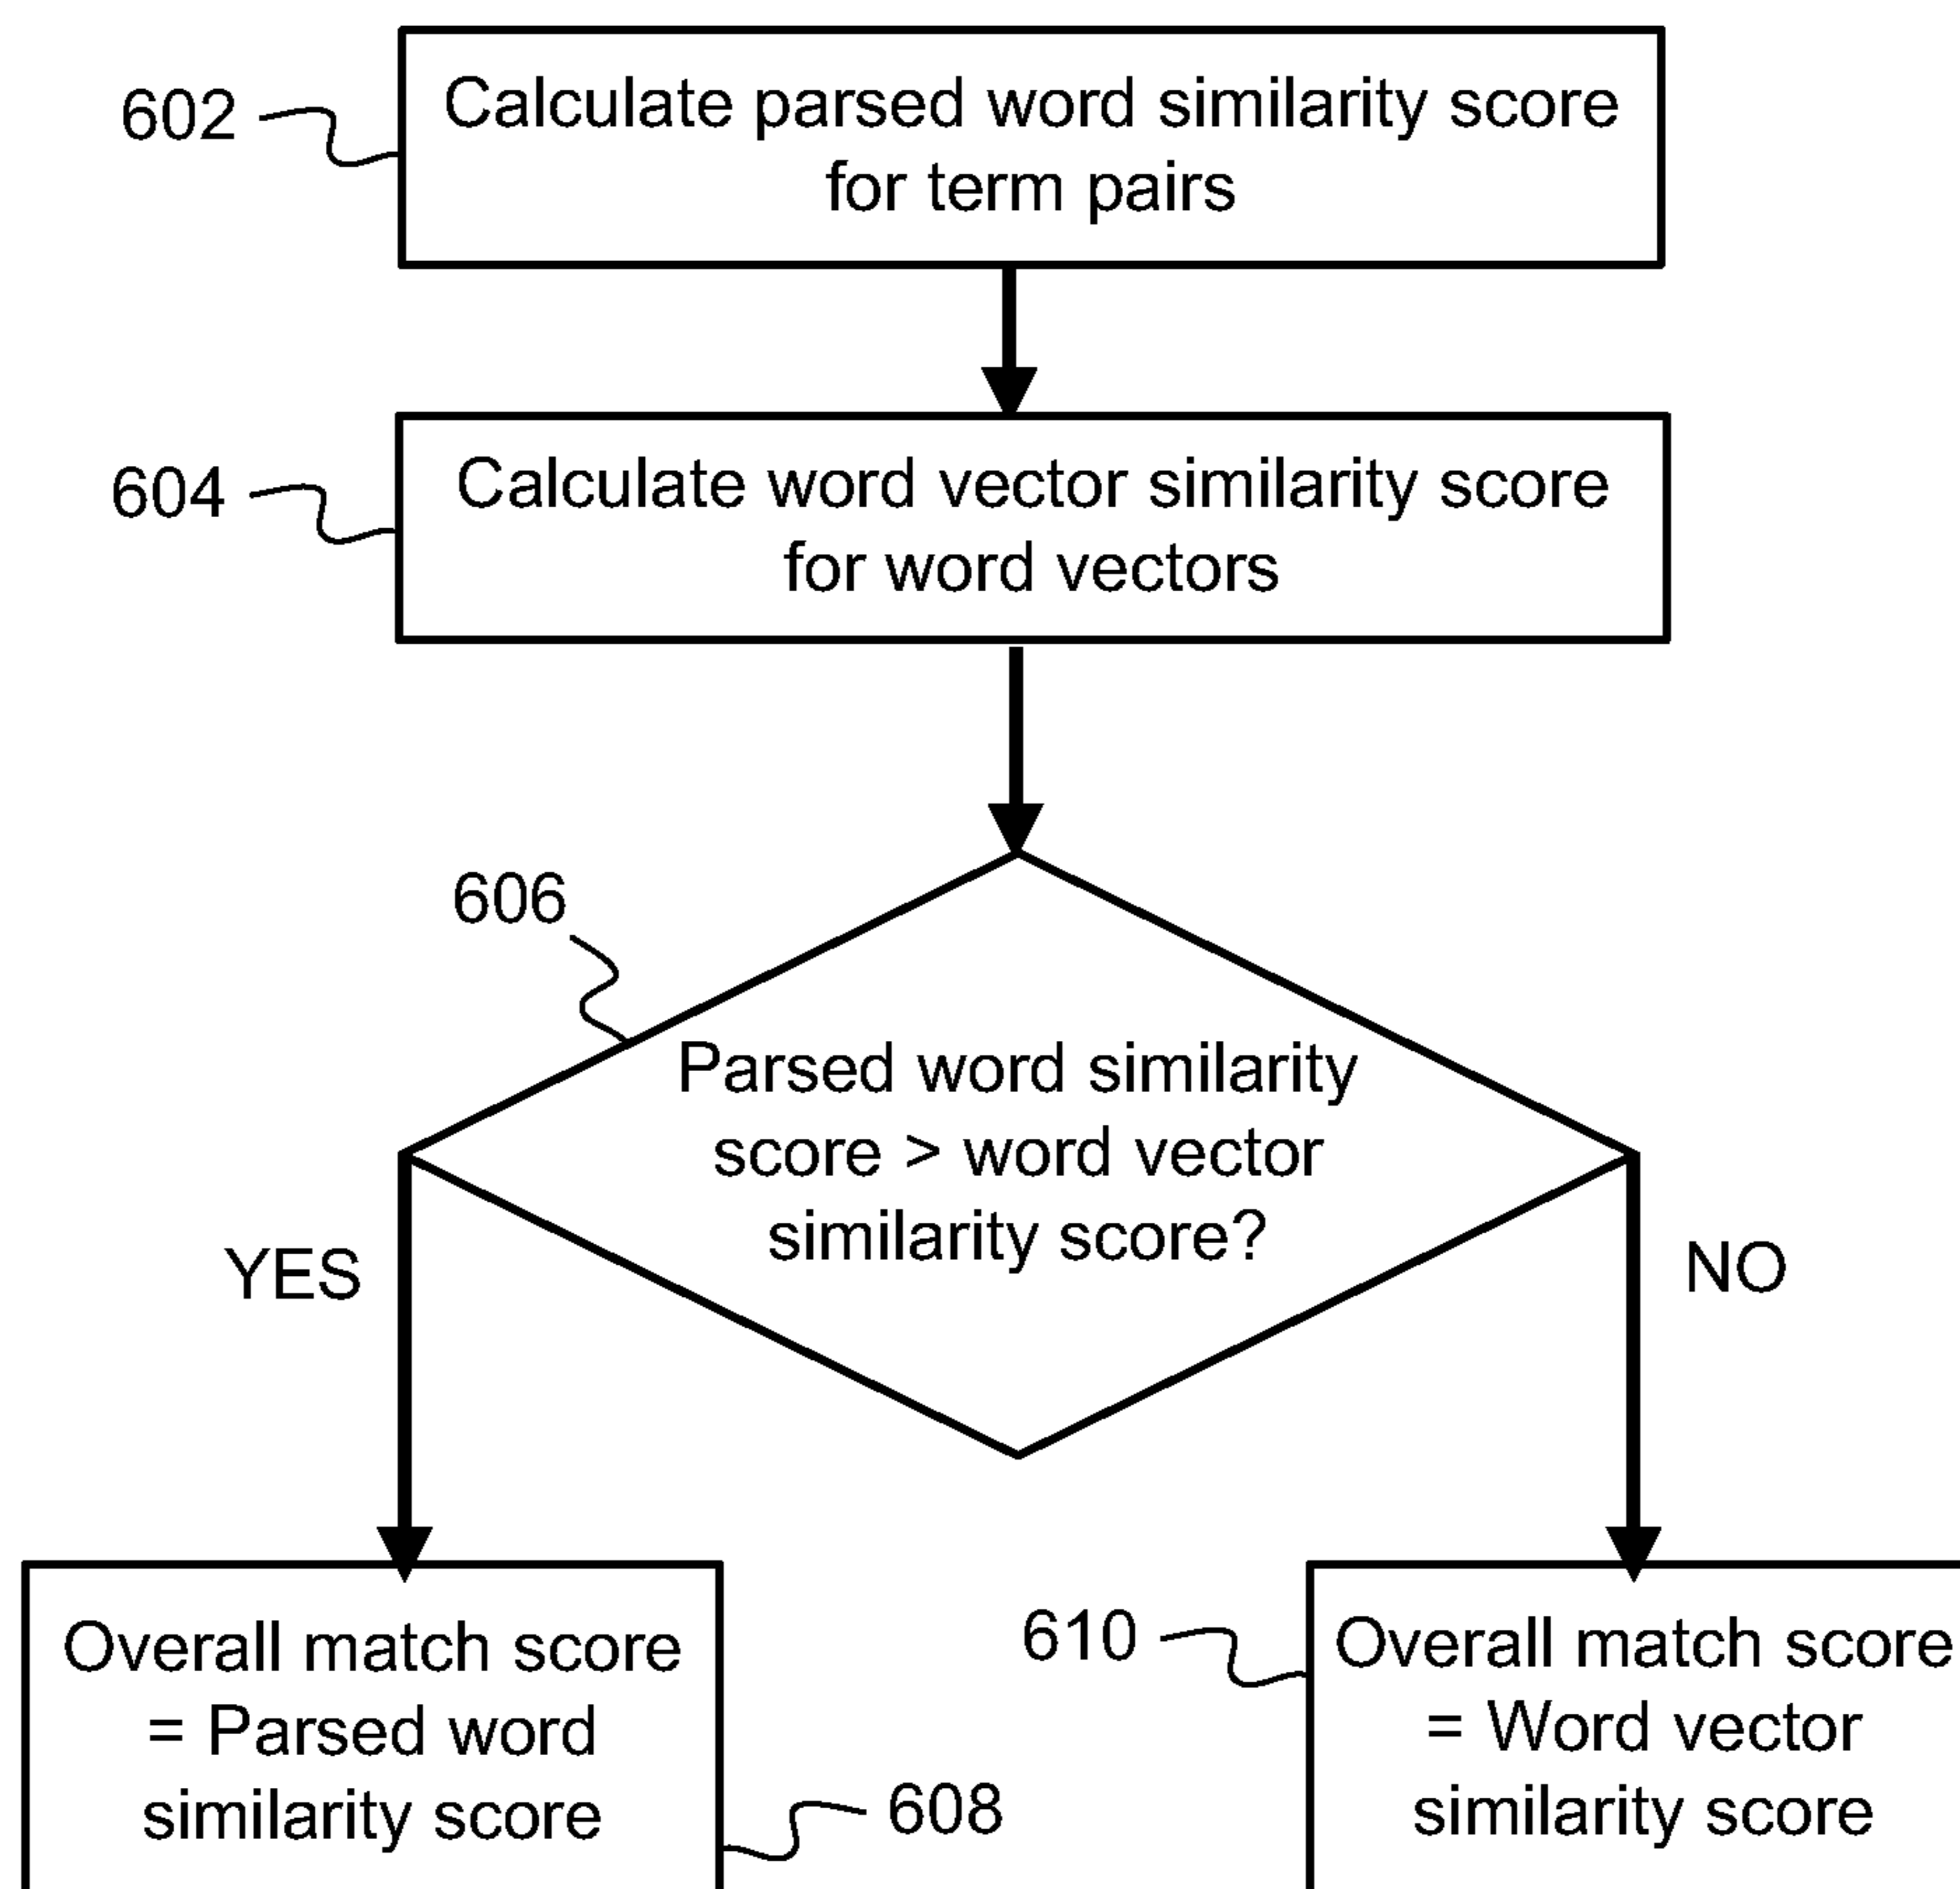 602
Calculate parsed word similarity score
for term pairs
604
Calculate word vector similarity score
for word vectors
606
Parsed word similarity
score > word vector
similarity score?
YES
NO
Overall match score
= Parsed word
similarity score
608
610
Overall match score
= Word vector
similarity score